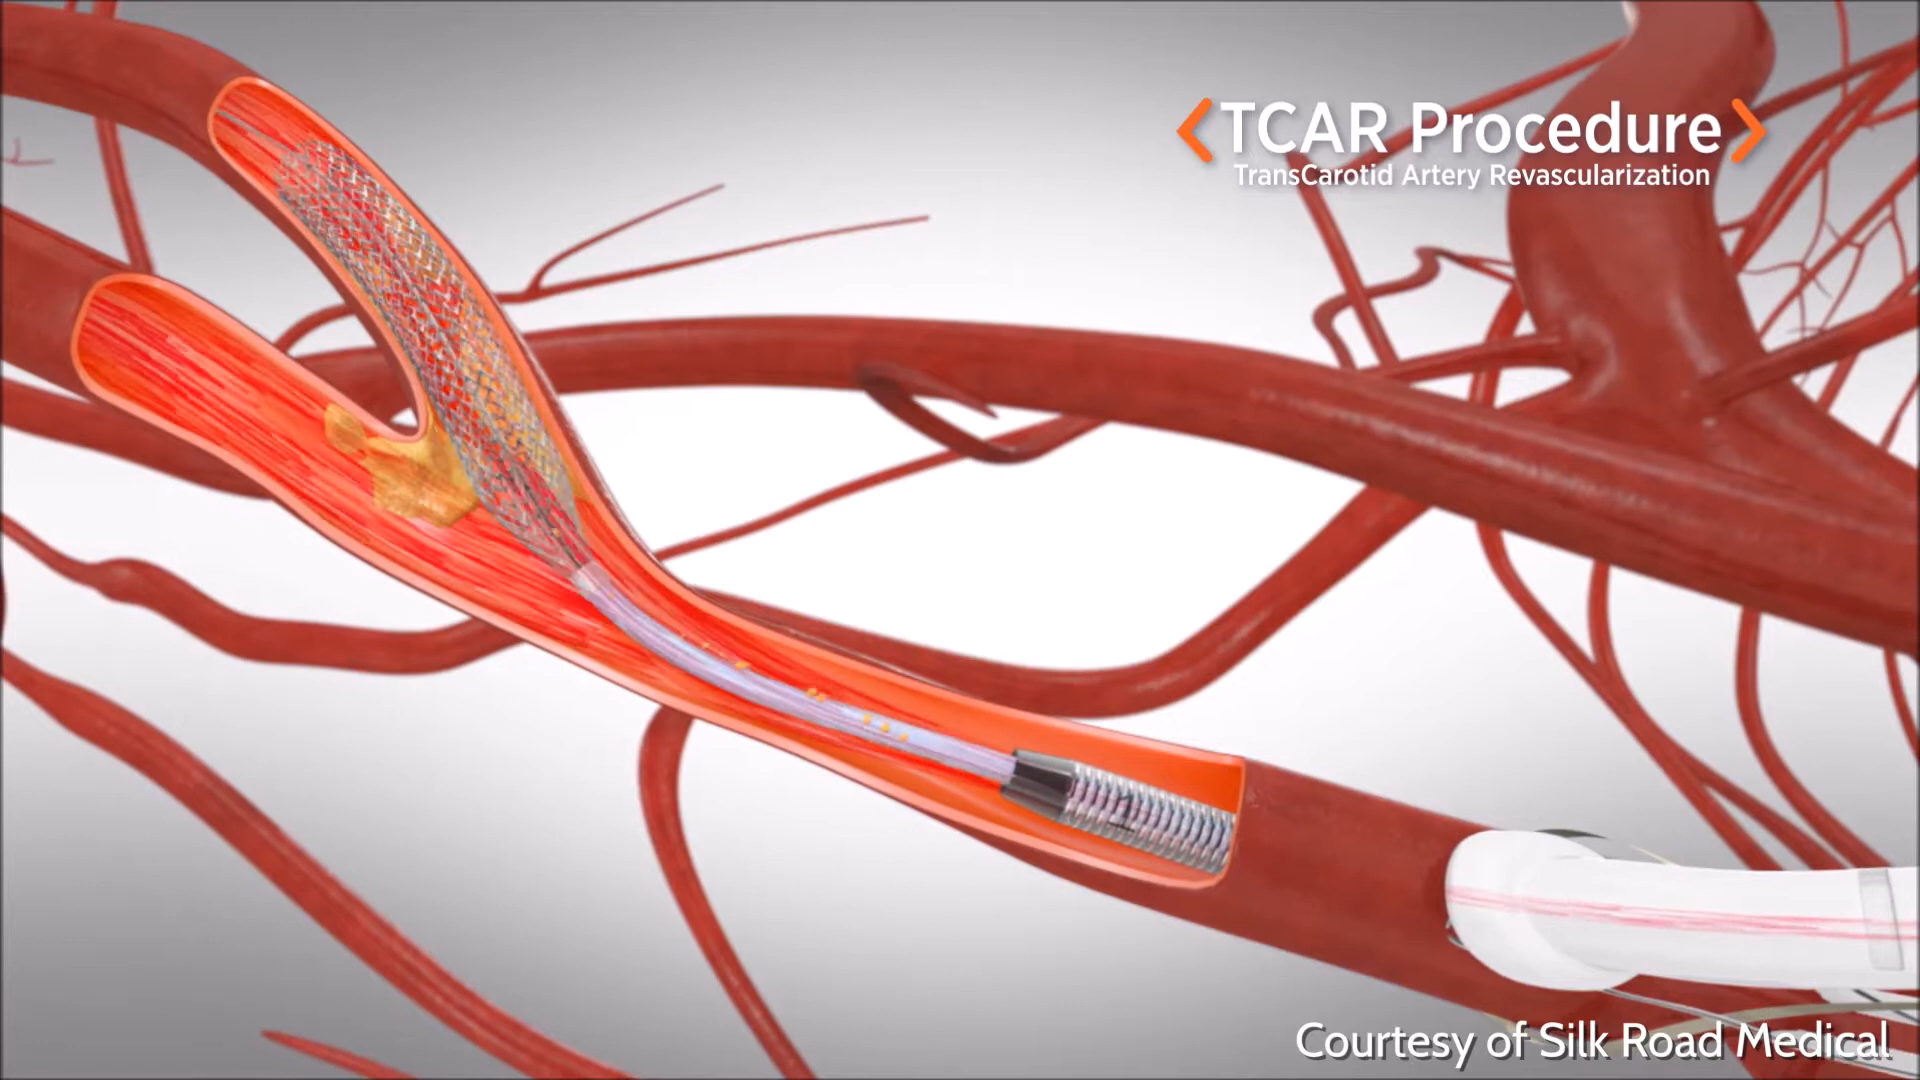 TCAR Procedure
TransCarotid Artery Revascularization
Courtesy of Silk Road Medical